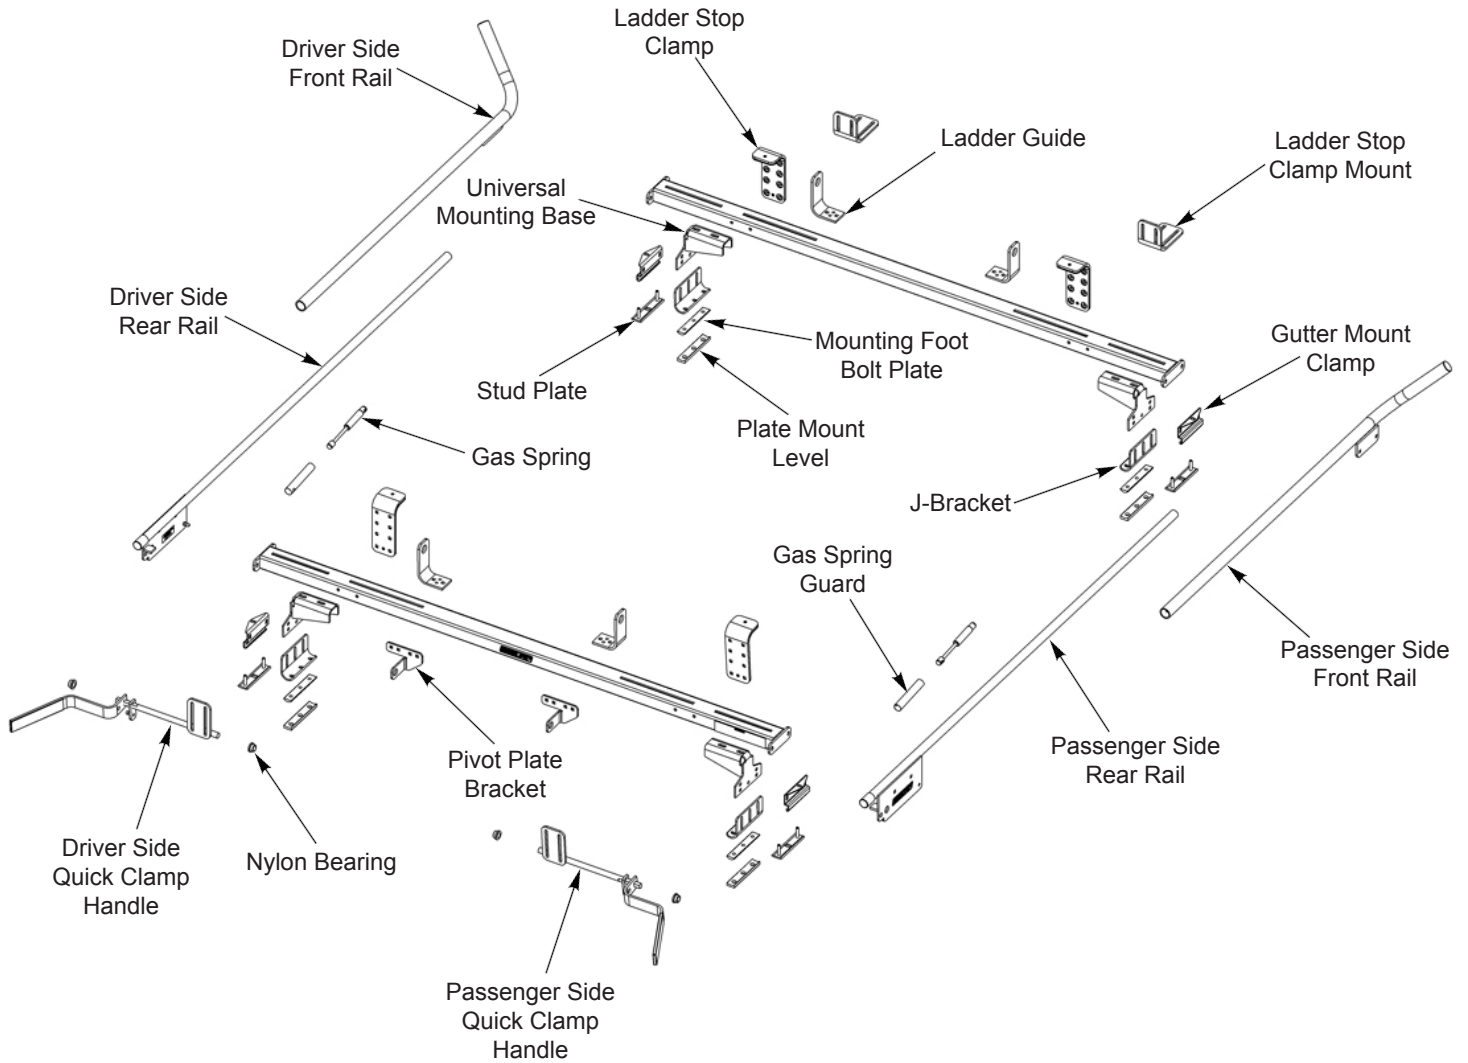 Ladder Stop
Clamp
Driver Side
Front Rail
Ladder Guide
Ladder Stop
Clamp Mount
Universal
Mounting Base
Driver Side
Rear Rail
Mounting Foot
Bolt Plate
Gutter Mount
Clamp
Stud Plate
Plate Mount
Level
Gas Spring
J-Bracket
Gas Spring
Guard
Passenger Side
Front Rail
Passenger Side
Rear Rail
Pivot Plate
Bracket
Driver Side
Quick Clamp
Handle
Nylon Bearing
Passenger Side
Quick Clamp
Handle